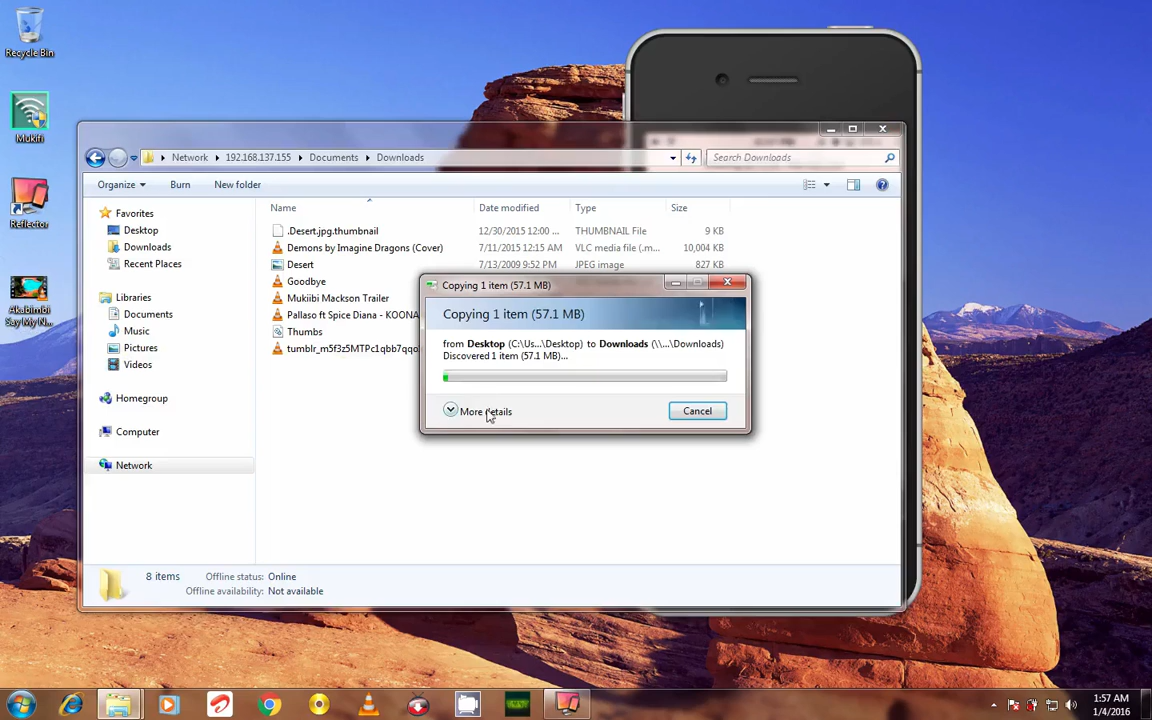 Recycle Bin
Mukifi
Reflector
Akabimbi
Say My N...
Network
192.168.137.155
Documents
Downloads
Search Downloads
Organize
Burn
New folder
Favorites
Desktop
Downloads
Recent Places
Libraries
Documents
Music
Pictures
Videos
Homegroup
Computer
Network
Name
Date modified
Type
Size
.Desert.jpg.thumbnail 12/30/2015 12:00 ... THUMBNAIL File 9 KB
Demons by Imagine Dragons (Cover) 7/11/2015 12:15 AM VLC media file (.m... 10,004 KB
Desert 7/13/2009 9:52 PM JPEG image 827 KB
Goodbye
Mukiibi Mackson Trailer
Pallaso ft Spice Diana - KOONA
Thumbs
tumblr_m5f3z5MTPc1qbb7qqo
Copying 1 item (57.1 MB)
Copying 1 item (57.1 MB)
from Desktop (C:\Us...\Desktop) to Downloads (\\...\Downloads)
Discovered 1 item (57.1 MB)...
More details
Cancel
8 items Offline status: Online
Offline availability: Not available
1:57 AM
1/4/2016